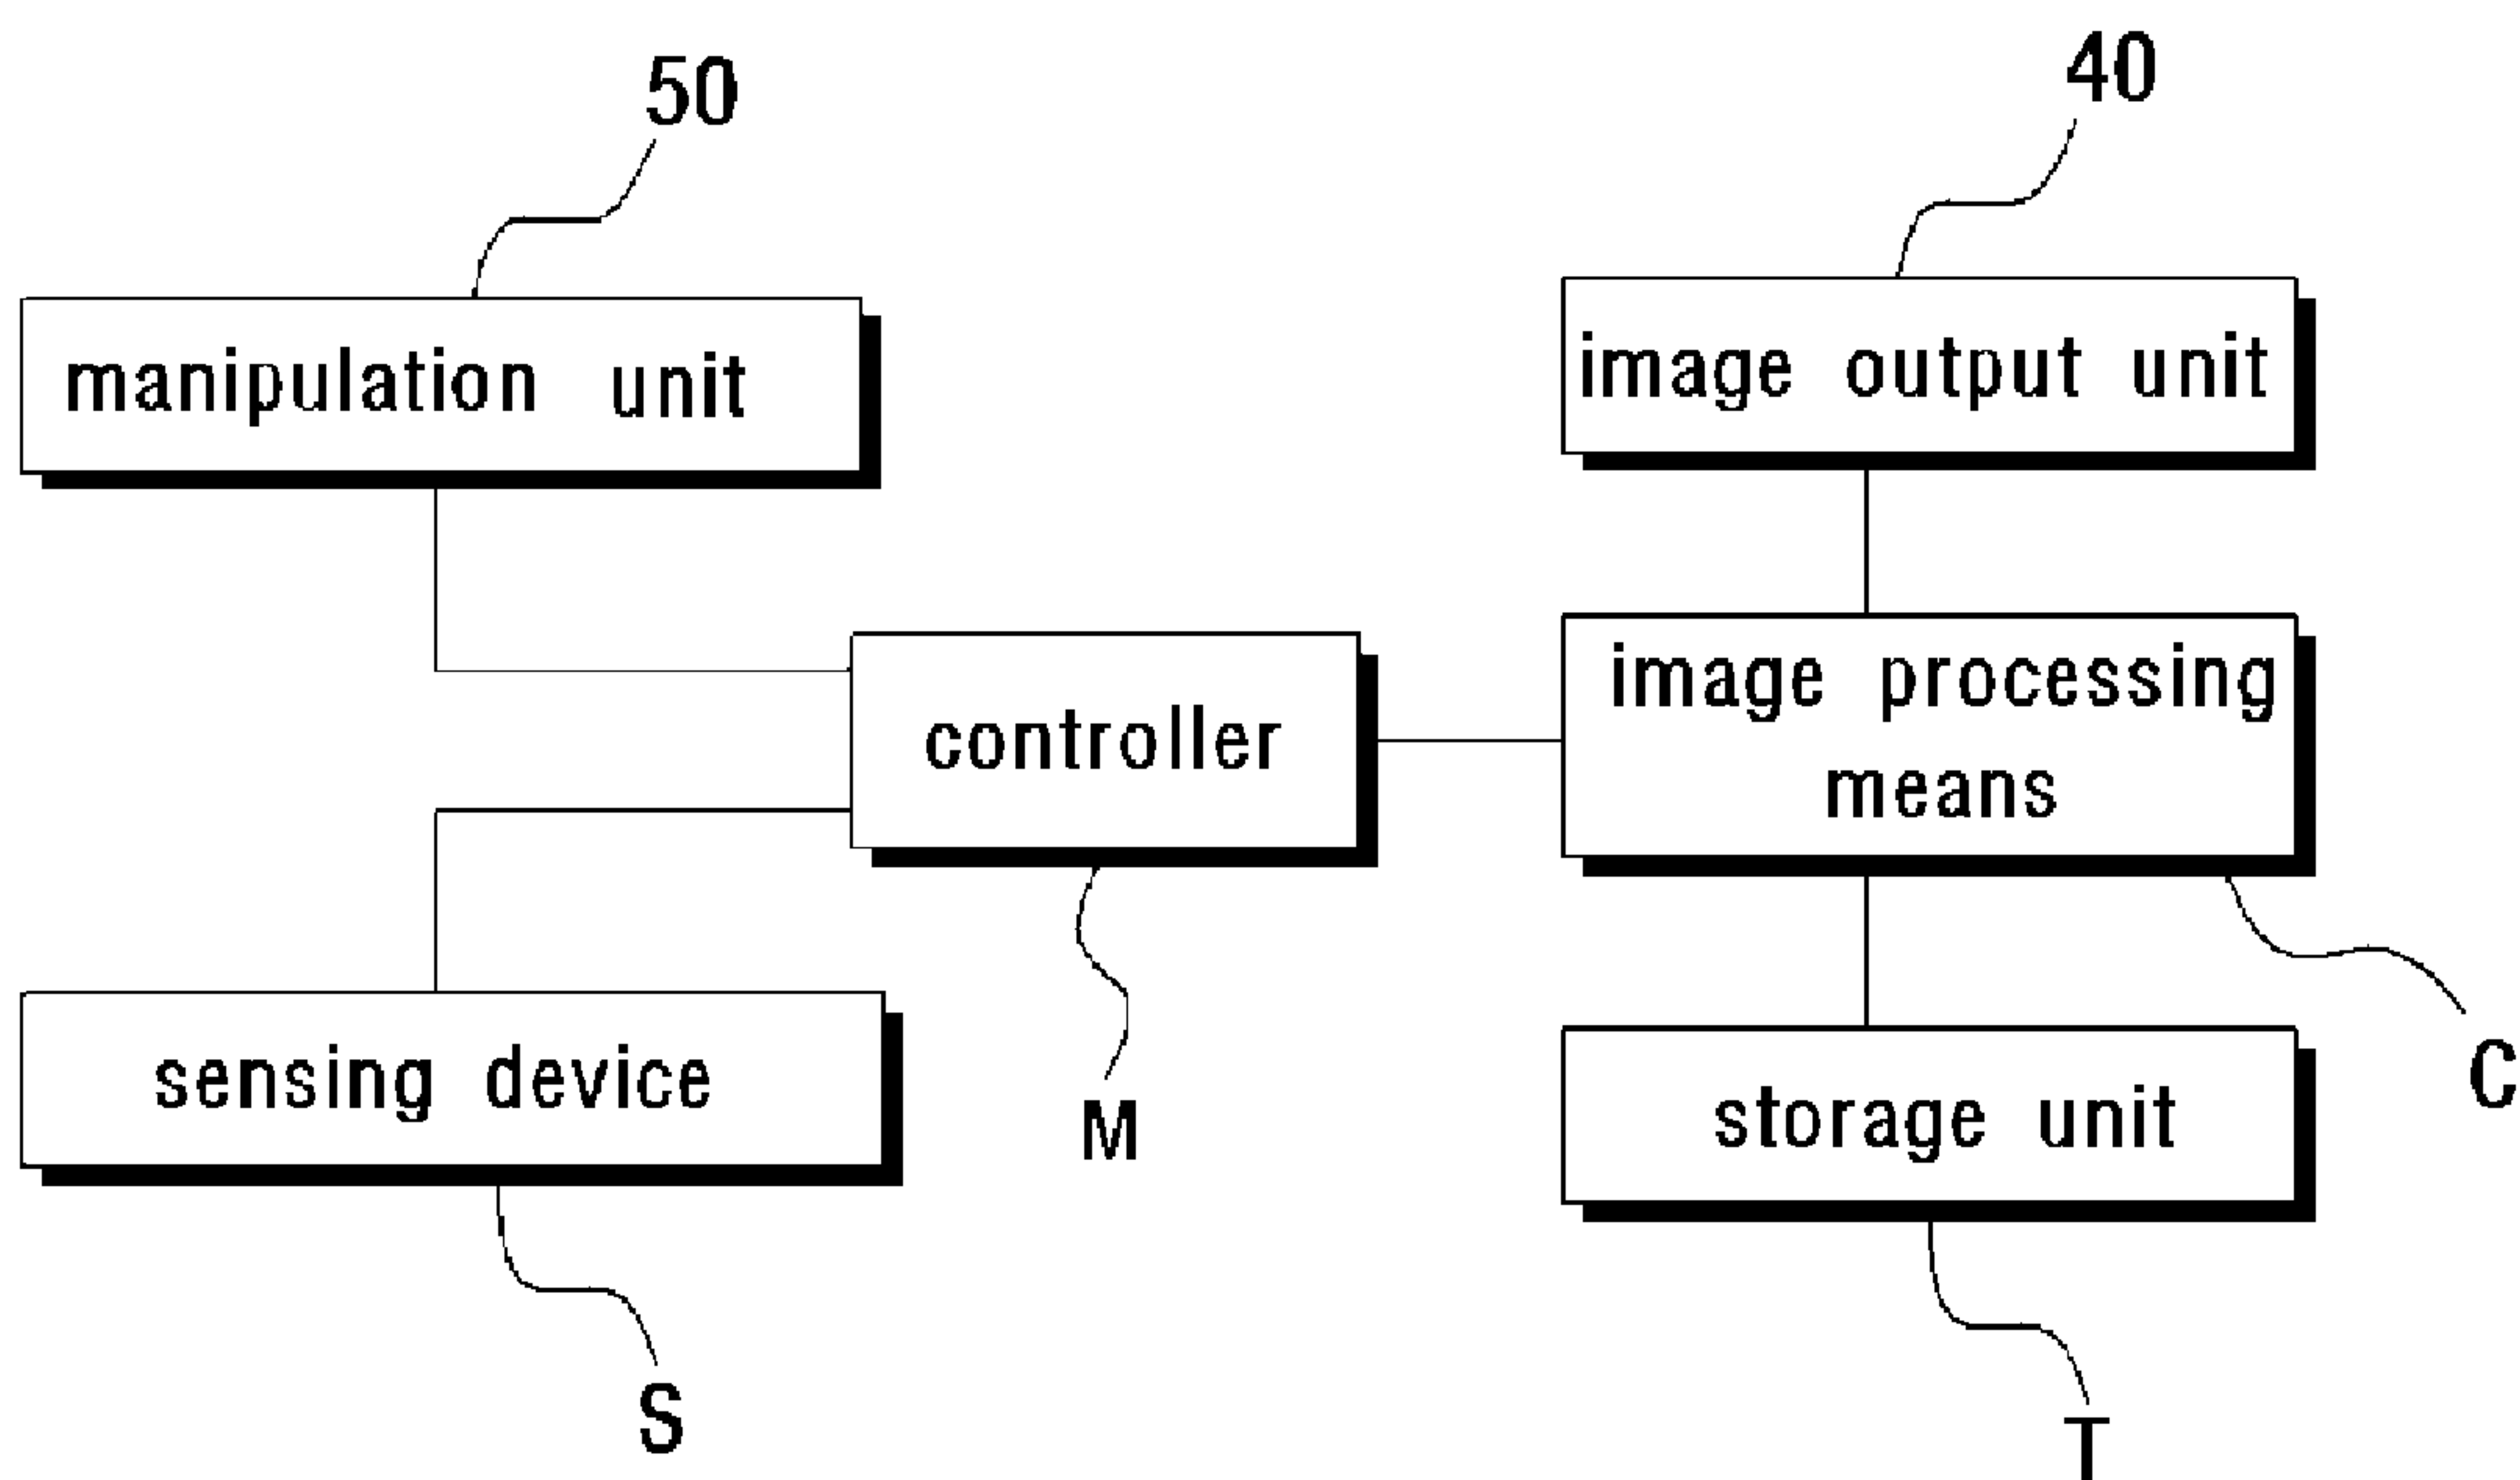 50
40
manipulation unit
image output unit
controller
image processing
means
sensing device
storage unit
M
C
S
T